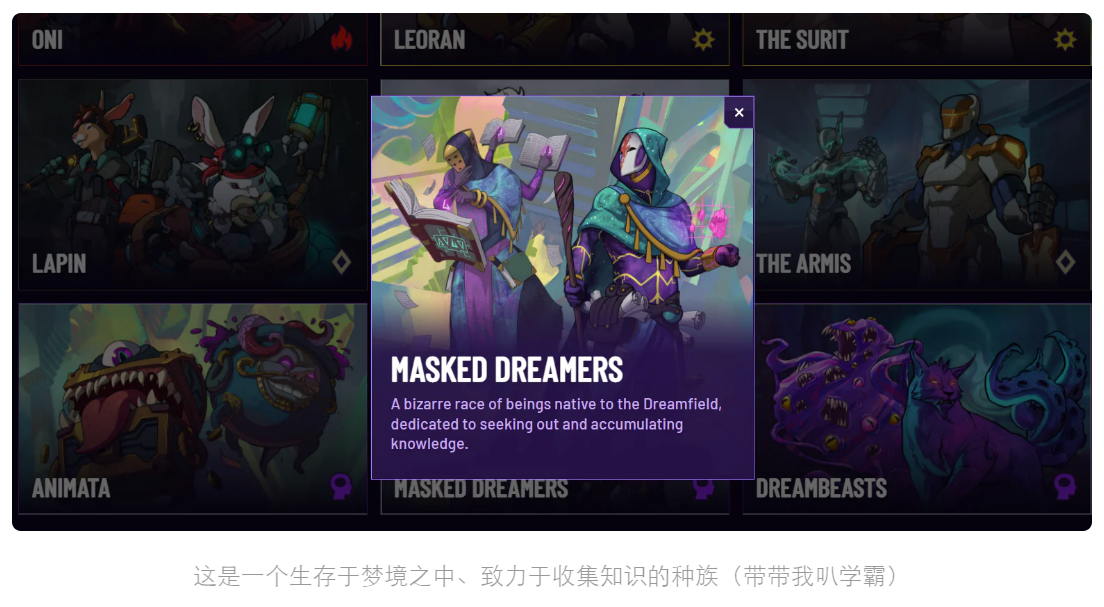 ONI
LEORAN
THE SURIT
×
LAPIN
THE ARMIS
MASKED DREAMERS
A bizarre race of beings native to the Dreamfield,
dedicated to seeking out and accumulating
knowledge.
ANIMATA
MASKED DREAMERS
DREAMBEASTS
这是一个生存于梦境之中、致力于收集知识的种族（带带我叭学霸）